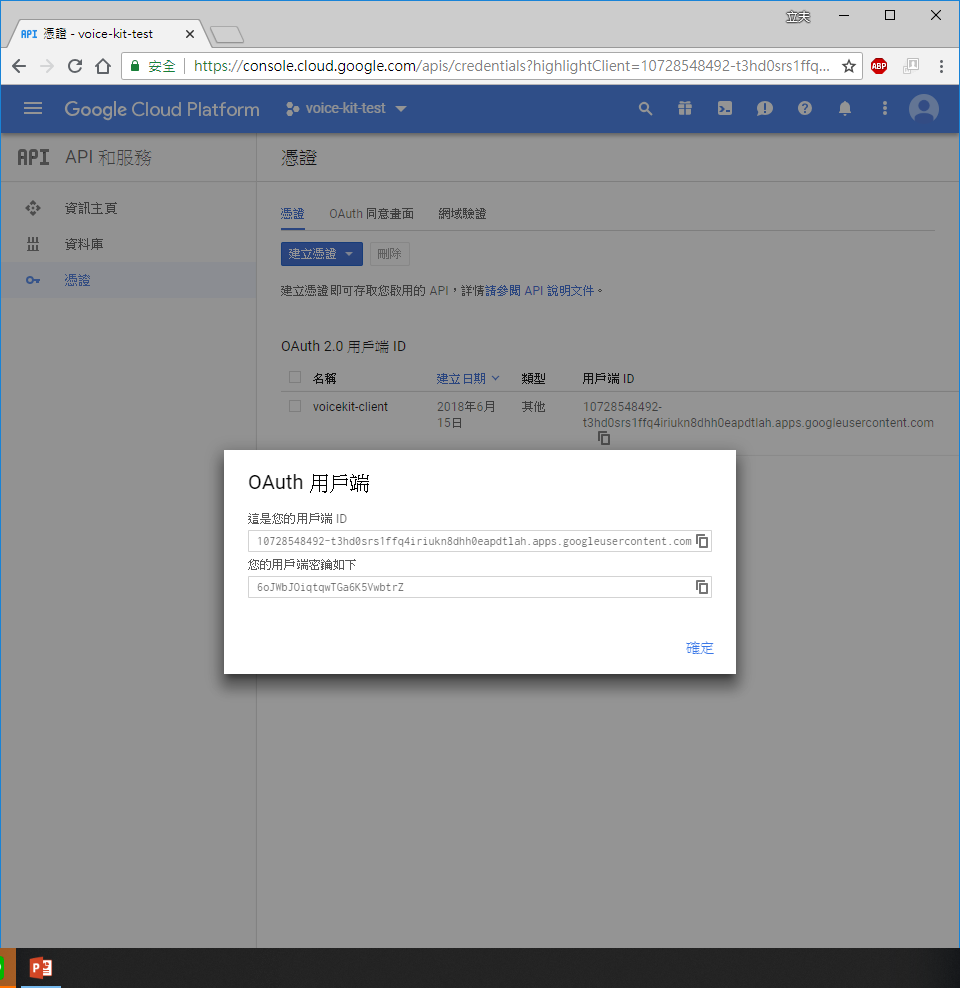 立夫
API 憑證 - voice-kit-test
安全 https://console.cloud.google.com/apis/credentials?highlightClient=10728548492-t3hd0srs1ffq...
ABP
Google Cloud Platform voice-kit-test
API API 和服務
憑證
資訊主頁
資料庫
憑證
憑證 OAuth 同意畫面 網域驗證
建立憑證 刪除
建立憑證即可存取您啟用的 API，詳情請參閱 API 說明文件。
OAuth 2.0 用戶端 ID
名稱 建立日期 類型 用戶端 ID
voicekit-client 2018年6月15日 其他 10728548492-
t3hd0srs1ffq4iriukn8dhh0eapdtlah.apps.googleusercontent.com
OAuth 用戶端
這是您的用戶端 ID
10728548492-t3hd0srs1ffq4iriukn8dhh0eapdtlah.apps.googleusercontent.com
您的用戶端密鑰如下
6oJWbJOiqtqwTGa6K5VwbtrZ
確定